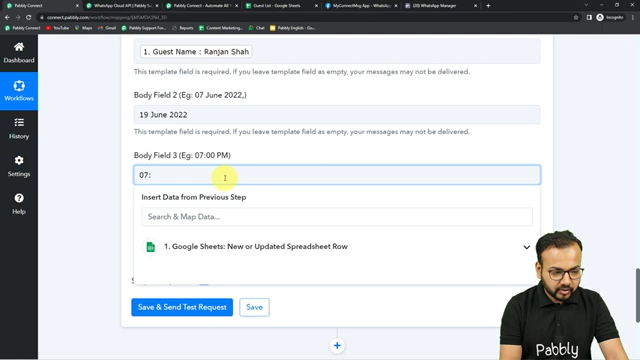 Pabbly Connect
WhatsApp Cloud API | Pabbly C
Pabbly Connect - Automate All
Guest List - Google Sheets
MyConnectMsg App - Facebook
WhatsApp Manager
connect.pabbly.com/workflow/mapping/
Incognito
Gmail
YouTube
Maps
Pabbly Support For
Content Marketing
Chat
Dashboard
Workflows
History
Settings
Help
1. Guest Name : Ranjan Shah
This template field is required. If you leave template field as empty, your messages may not be delivered.
Body Field 2 (Eg: 07 June 2022,)
19 June 2022
This template field is required. If you leave template field as empty, your messages may not be delivered.
Body Field 3 (Eg: 07:00 PM)
07:
Insert Data from Previous Step
Search & Map Data...
1. Google Sheets: New or Updated Spreadsheet Row
Save & Send Test Request
Save
Pabbly